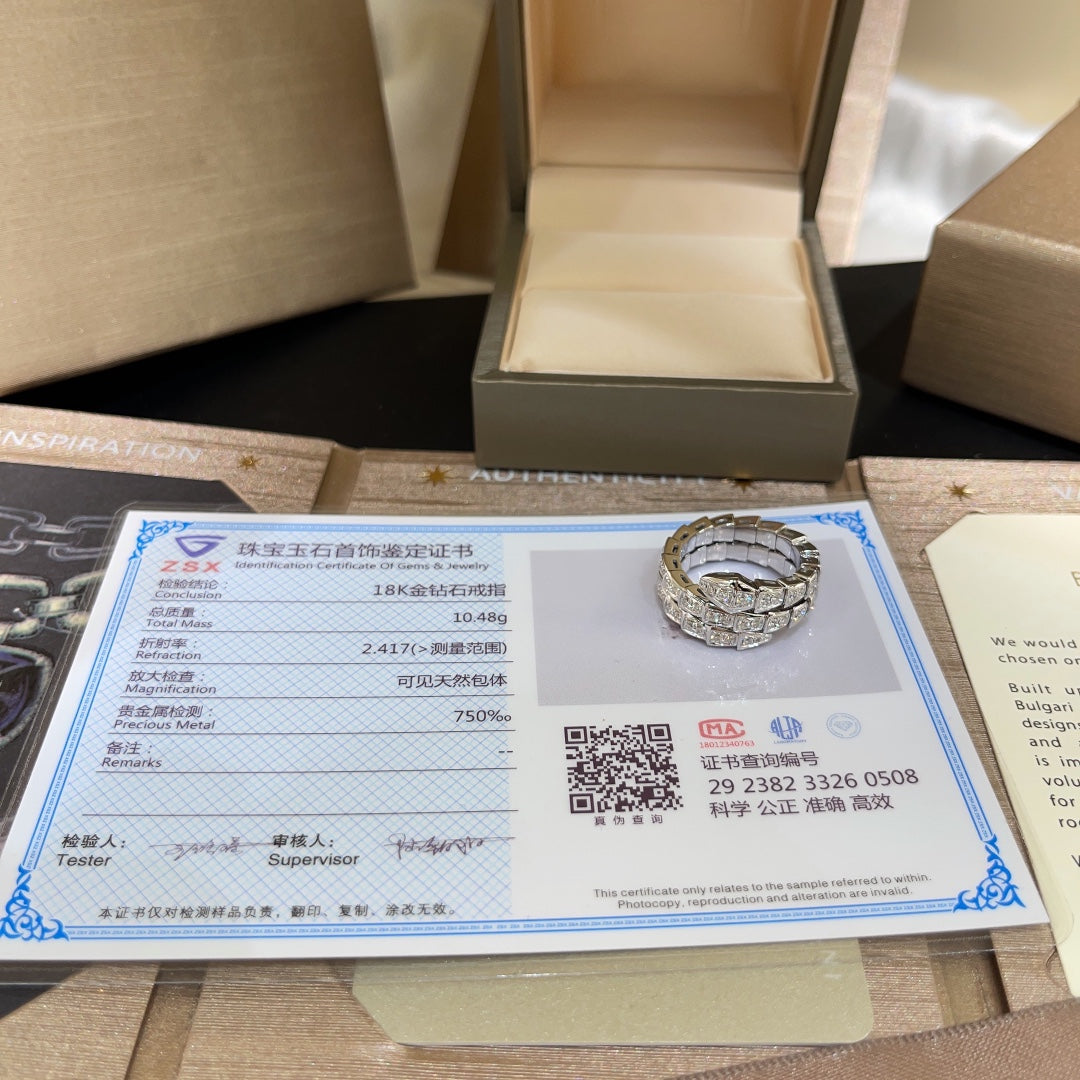 INSPIRATION
AUTHENTICITY
ZSX
珠宝玉石首饰鉴定证书
Identification Certificate Of Gems & Jewelry
检验结论:
Conclusion
18K金钻石戒指
总质量:
Total Mass
10.48g
折射率:
Refraction
2.417(>测量范围)
放大检查:
Magnification
可见天然包体
贵金属检测:
Precious Metal
750‰
备注:
Remarks
--
检验人:
Tester
审核人:
Supervisor
本证书仅对检测样品负责，翻印、复制、涂改无效。
真伪查询
MA
18012340763
证书查询编号
29 2382 3326 0508
科学 公正 准确 高效
This certificate only relates to the sample referred to within.
Photocopy, reproduction and alteration are invalid.
We would
chosen
Built
Bulgari
and
is
for